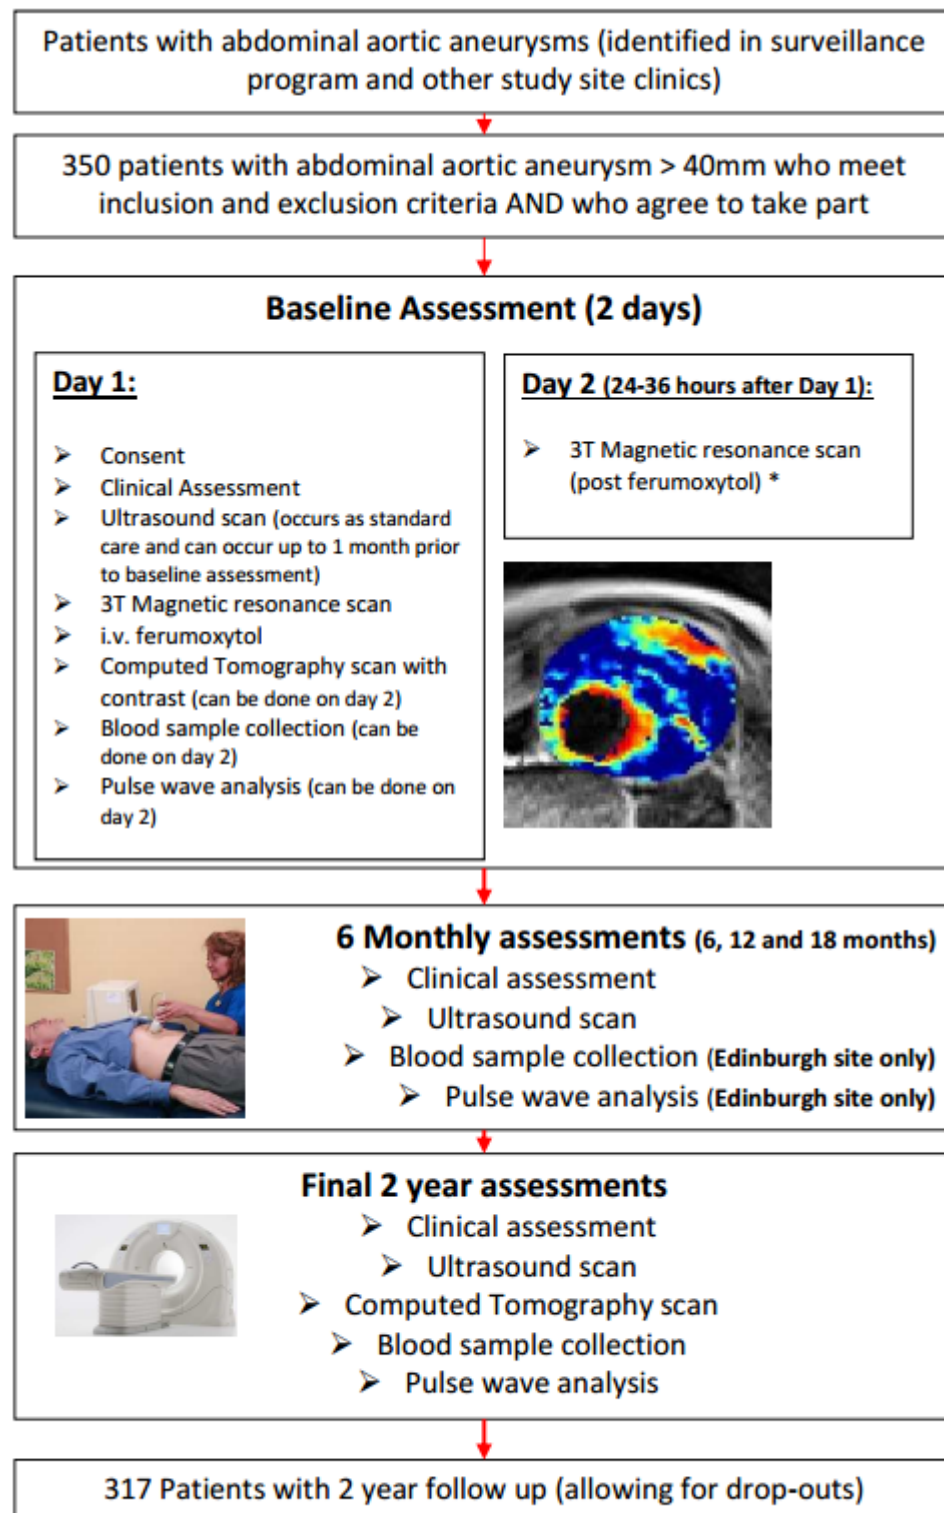 Patients with abdominal aortic aneurysms (identified in surveillance
program and other study site clinics)
350 patients with abdominal aortic aneurysm > 40mm who meet
inclusion and exclusion criteria AND who agree to take part
Baseline Assessment (2 days)
Day 1:
➤ Consent
➤ Clinical Assessment
➤ Ultrasound scan (occurs as standard
care and can occur up to 1 month prior
to baseline assessment)
➤ 3T Magnetic resonance scan
➤ i.v. ferumoxytol
➤ Computed Tomography scan with
contrast (can be done on day 2)
➤ Blood sample collection (can be
done on day 2)
➤ Pulse wave analysis (can be done on
day 2)
Day 2 (24-36 hours after Day 1):
➤ 3T Magnetic resonance scan
(post ferumoxytol) *
6 Monthly assessments (6, 12 and 18 months)
➤ Clinical assessment
➤ Ultrasound scan
➤ Blood sample collection (Edinburgh site only)
➤ Pulse wave analysis (Edinburgh site only)
Final 2 year assessments
➤ Clinical assessment
➤ Ultrasound scan
➤ Computed Tomography scan
➤ Blood sample collection
➤ Pulse wave analysis
317 Patients with 2 year follow up (allowing for drop-outs)